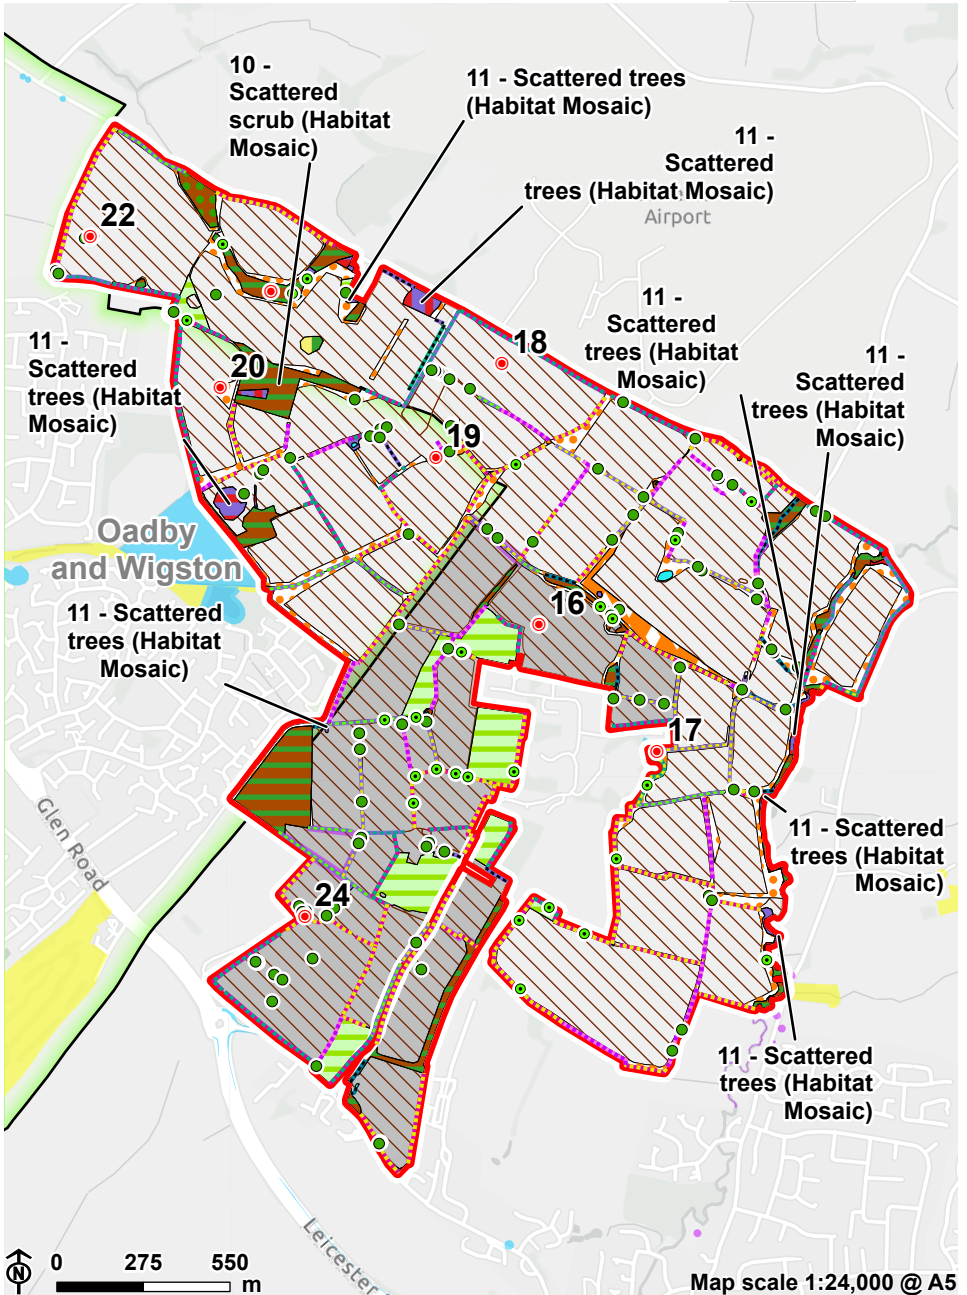 10 -
Scattered
scrub (Habitat
Mosaic)
11 - Scattered trees
(Habitat Mosaic)
11 -
Scattered
trees (Habitat Mosaic)
Airport
22
11 -
Scattered
trees (Habitat
Mosaic)
18
11 -
Scattered
trees (Habitat
Mosaic)
11 -
Scattered
trees (Habitat
Mosaic)
20
19
Oadby
and Wigston
16
11 - Scattered
trees (Habitat
Mosaic)
17
Glen Road
11 - Scattered
trees (Habitat
Mosaic)
24
11 - Scattered
trees (Habitat
Mosaic)
Leicester
N
0 275 550
m
Map scale 1:24,000 @ A5